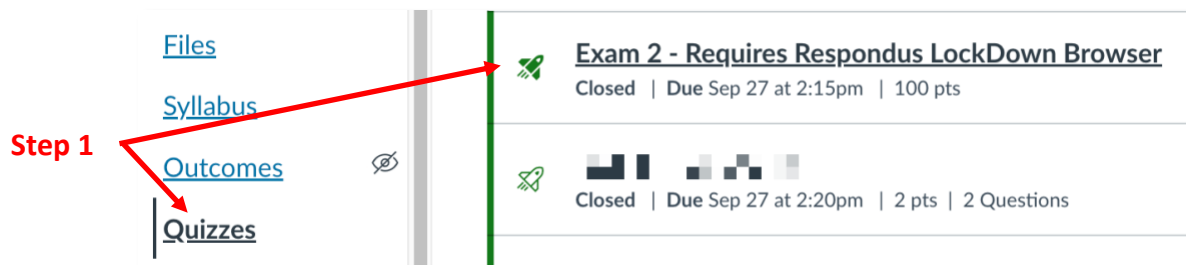 Files
Syllabus
Step 1
Outcomes
Quizzes
Exam 2 - Requires Respondus LockDown Browser
Closed | Due Sep 27 at 2:15pm | 100 pts
Closed | Due Sep 27 at 2:20pm | 2 pts | 2 Questions